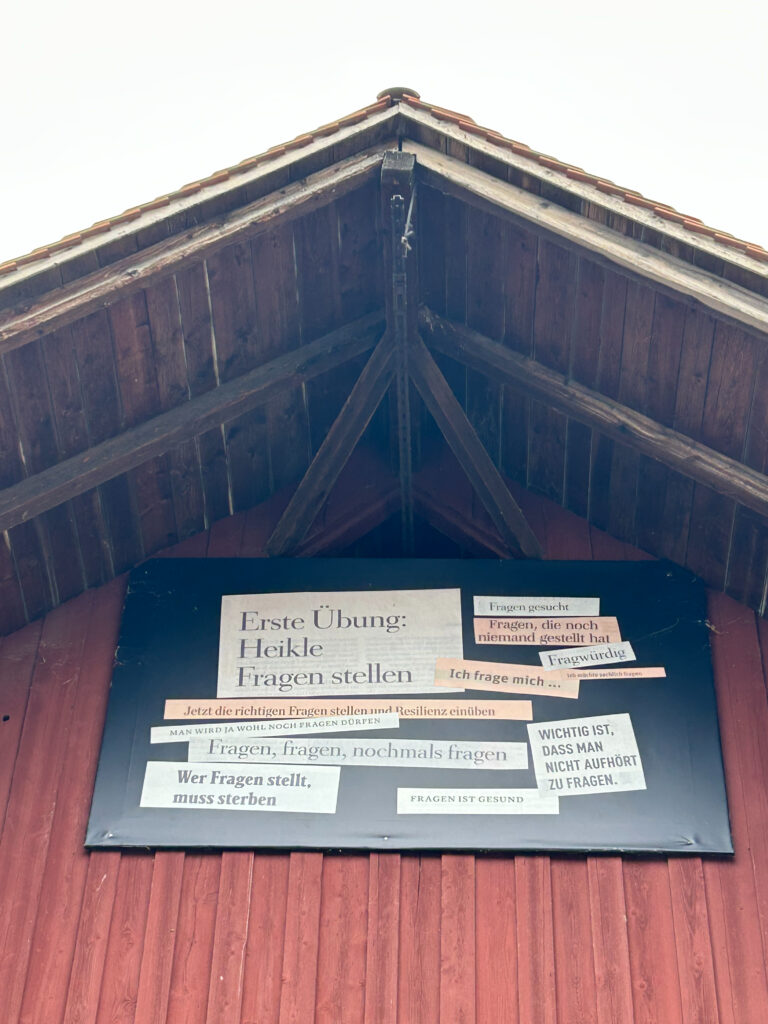 Erste Übung:
Heikle
Fragen stellen
Fragen gesucht
Fragen, die noch
niemand gestellt hat
Fragwürdig
Ich möchte sachlich fragen
Ich frage mich ...
Jetzt die richtigen Fragen stellen und Resilienz einüben
MAN WIRD JA WOHL NOCH FRAGEN DÜRFEN
Fragen, fragen, nochmals fragen
WICHTIG IST,
DASS MAN
NICHT AUFHÖRT
ZU FRAGEN.
Wer Fragen stellt,
muss sterben
FRAGEN IST GESUND